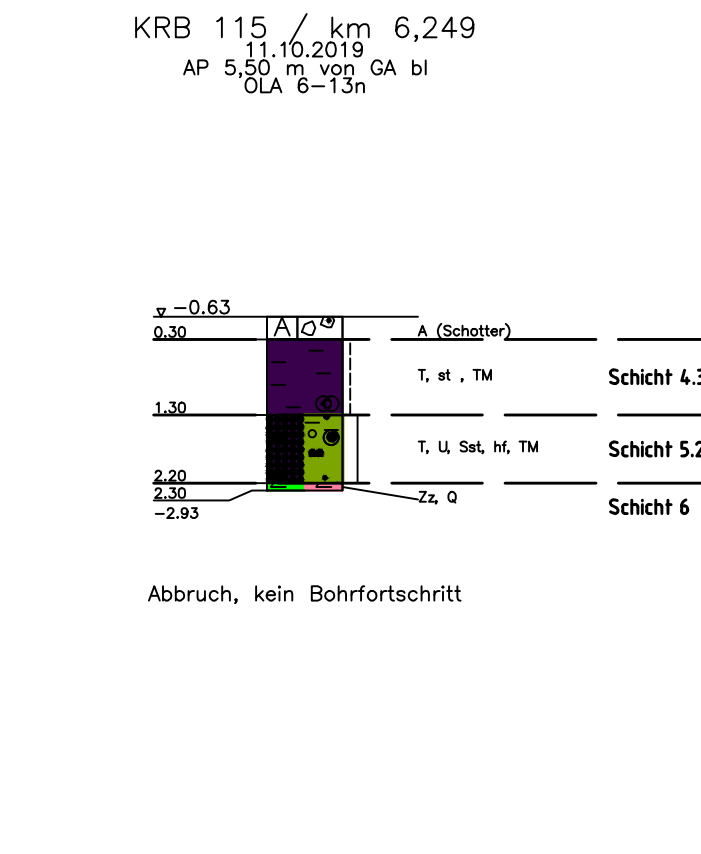 KRB 115 / km 6,249
11.10.2019
AP 5,50 m von GA bl
OLA 6-13n
-0.63
A
0.30
A (Schotter)
T, st , TM
Schicht 4.3
1.30
T, U, Sst, hf, TM
Schicht 5.2
2.20
2.30
Zz, Q
Schicht 6
-2.93
Abbruch, kein Bohrfortschritt